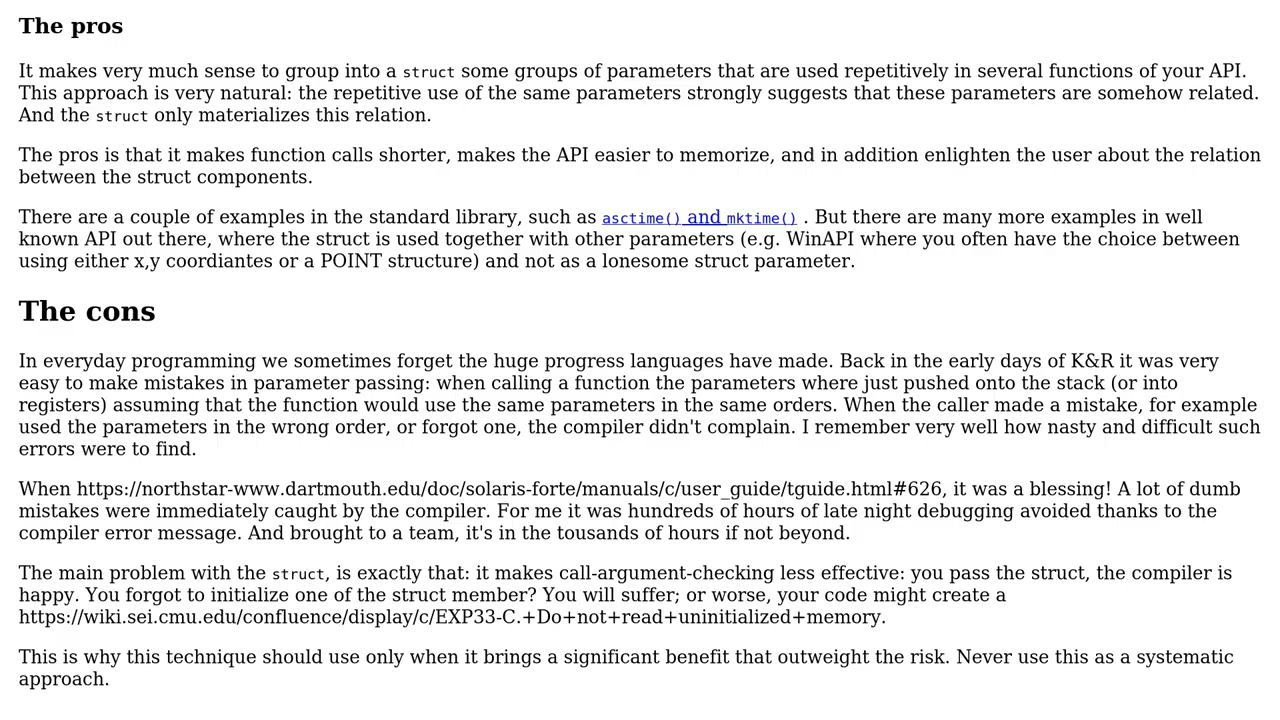 The pros
It makes very much sense to group into a struct some groups of parameters that are used repetitively in several functions of your API.
This approach is very natural: the repetitive use of the same parameters strongly suggests that these parameters are somehow related.
And the struct only materializes this relation.
The pros is that it makes function calls shorter, makes the API easier to memorize, and in addition enlighten the user about the relation
between the struct components.
There are a couple of examples in the standard library, such as asctime() and mktime() . But there are many more examples in well
known API out there, where the struct is used together with other parameters (e.g. WinAPI where you often have the choice between
using either x,y coordiantes or a POINT structure) and not as a lonesome struct parameter.
The cons
In everyday programming we sometimes forget the huge progress languages have made. Back in the early days of K&R it was very
easy to make mistakes in parameter passing: when calling a function the parameters where just pushed onto the stack (or into
registers) assuming that the function would use the same parameters in the same orders. When the caller made a mistake, for example
used the parameters in the wrong order, or forgot one, the compiler didn't complain. I remember very well how nasty and difficult such
errors were to find.
When https://northstar-www.dartmouth.edu/doc/solaris-forte/manuals/c/user_guide/tguide.html#626, it was a blessing! A lot of dumb
mistakes were immediately caught by the compiler. For me it was hundreds of hours of late night debugging avoided thanks to the
compiler error message. And brought to a team, it's in the tousands of hours if not beyond.
The main problem with the struct, is exactly that: it makes call-argument-checking less effective: you pass the struct, the compiler is
happy. You forgot to initialize one of the struct member? You will suffer; or worse, your code might create a
https://wiki.sei.cmu.edu/confluence/display/c/EXP33-C.+Do+not+read+uninitialized+memory.
This is why this technique should use only when it brings a significant benefit that outweight the risk. Never use this as a systematic
approach.